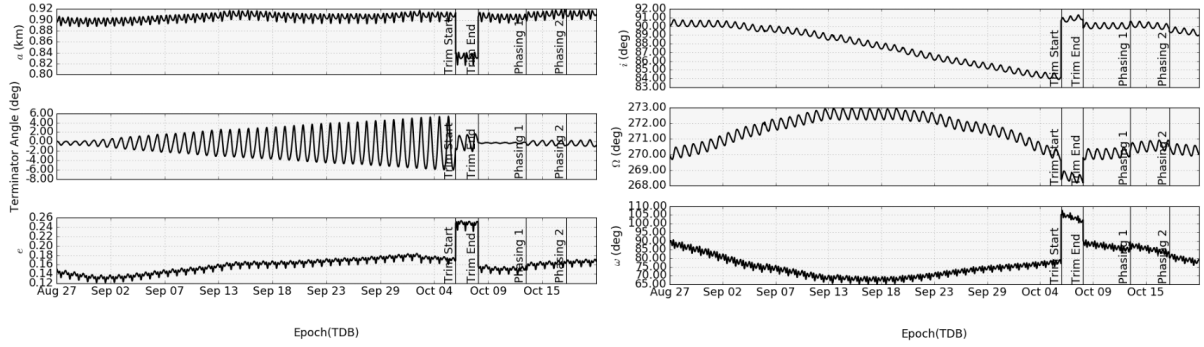 0.92
0.90
0.88
0.86
0.84
0.82
0.80
a (km)
Trim Start
Trim End
Phasing 1
Phasing 2
6.00
4.00
2.00
0.00
-2.00
-4.00
-6.00
-8.00
Terminator Angle (deg)
Trim Start
Trim End
Phasing 1
Phasing 2
0.26
0.24
0.22
0.20
0.18
0.16
0.14
0.12
e
Trim Start
Trim End
Phasing 1
Phasing 2
Aug 27 Sep 02 Sep 07 Sep 13 Sep 18 Sep 23 Sep 29 Oct 04 Oct 09 Oct 15
Epoch(TDB)
92.00
91.00
90.00
89.00
88.00
87.00
86.00
85.00
84.00
83.00
i (deg)
Trim Start
Trim End
Phasing 1
Phasing 2
273.00
272.00
271.00
270.00
269.00
268.00
Ω (deg)
Trim Start
Trim End
Phasing 1
Phasing 2
110.00
105.00
100.00
95.00
90.00
85.00
80.00
75.00
70.00
65.00
ω (deg)
Trim Start
Trim End
Phasing 1
Phasing 2
Aug 27 Sep 02 Sep 07 Sep 13 Sep 18 Sep 23 Sep 29 Oct 04 Oct 09 Oct 15
Epoch(TDB)